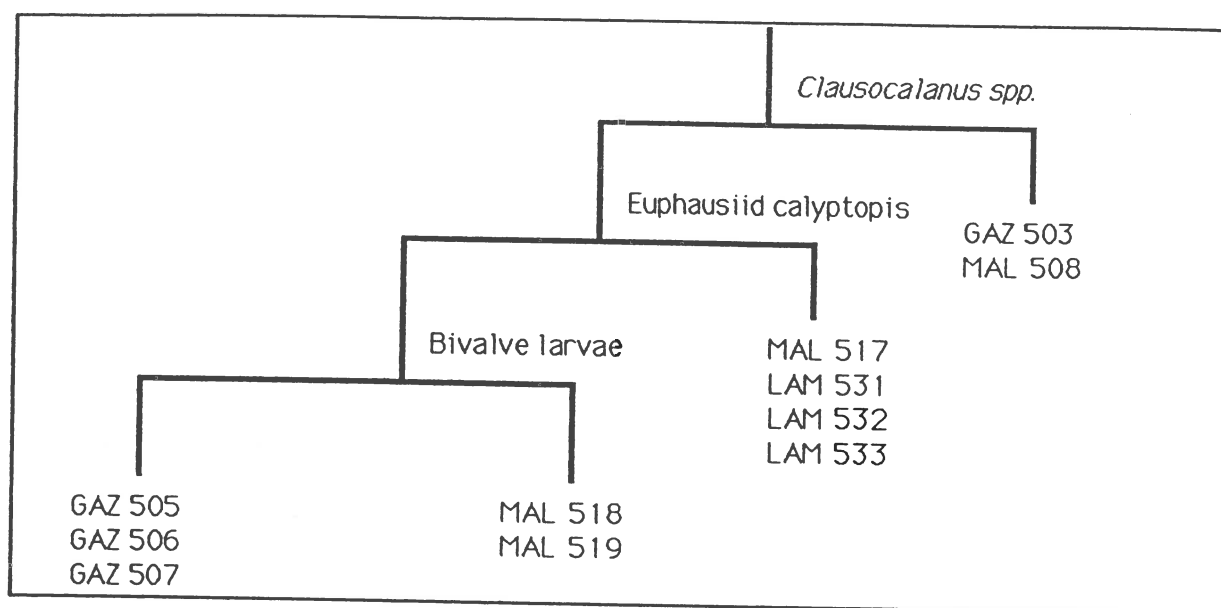 Clausocalanus spp.
Euphausiid calyptopis
GAZ 503
MAL 508
Bivalve larvae
MAL 517
LAM 531
LAM 532
LAM 533
GAZ 505
GAZ 506
GAZ 507
MAL 518
MAL 519